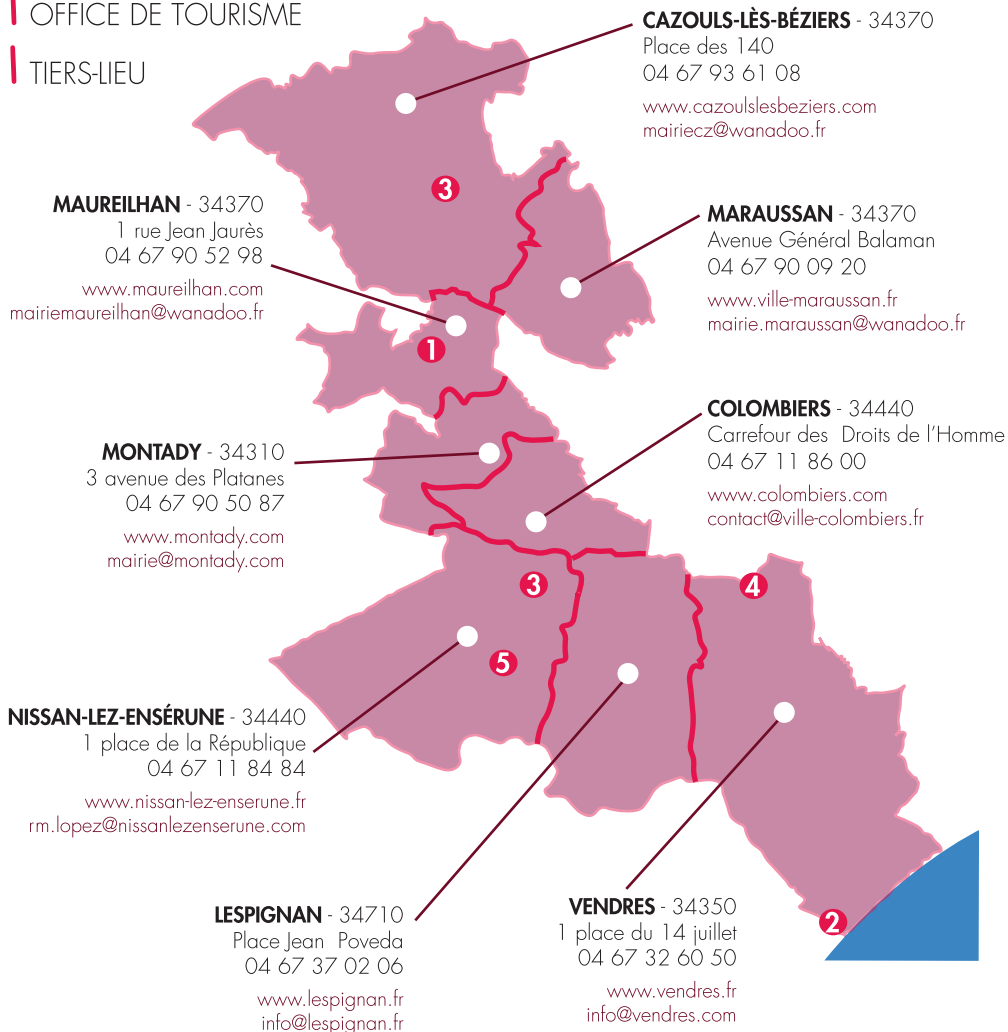 OFFICE DE TOURISME
TIERS-LIEU
CAZOULS-LÈS-BÉZIERS - 34370
Place des 140
04 67 93 61 08
www.cazoulslesbeziers.com
mairiecz@wanadoo.fr
3
MAUREILHAN - 34370
1 rue Jean Jaurès
04 67 90 52 98
www.maureilhan.com
mairiemaureilhan@wanadoo.fr
MARAUSSAN - 34370
Avenue Général Balaman
04 67 90 09 20
www.ville-maraussan.fr
mairie.maraussan@wanadoo.fr
1
COLOMBIERS - 34440
Carrefour des Droits de l'Homme
04 67 11 86 00
www.colombiers.com
contact@ville-colombiers.fr
MONTADY - 34310
3 avenue des Platanes
04 67 90 50 87
www.montady.com
mairie@montady.com
3
4
5
NISSAN-LEZ-ENSÉRUNE - 34440
1 place de la République
04 67 11 84 84
www.nissan-lez-enserune.fr
rm.lopez@nissanlezenserune.com
LESPIGNAN - 34710
Place Jean Poveda
04 67 37 02 06
www.lespignan.fr
info@lespignan.fr
VENDRES - 34350
1 place du 14 juillet
04 67 32 60 50
www.vendres.fr
info@vendres.com
2